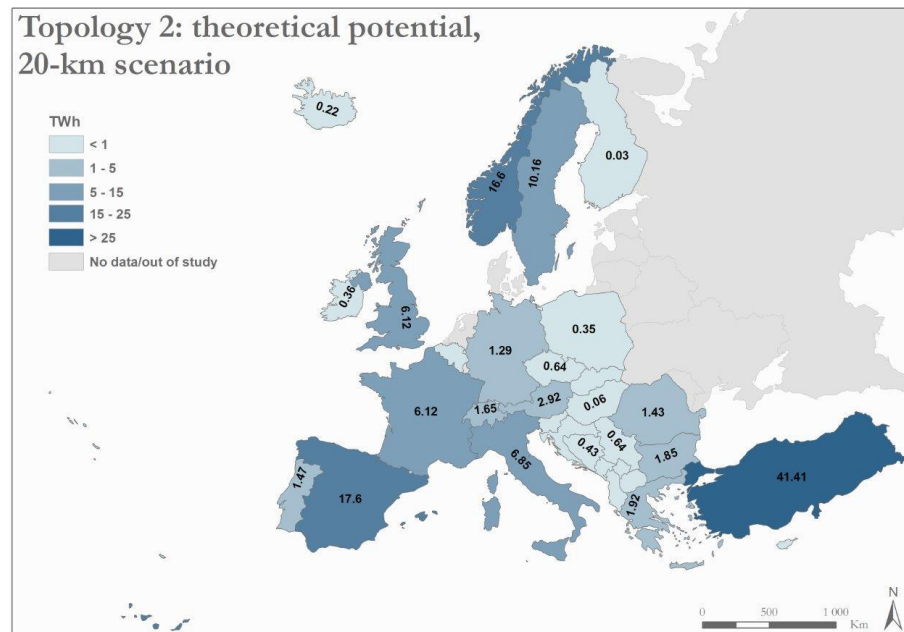 Topology 2: theoretical potential,
20-km scenario
TWh
< 1
1 - 5
5 - 15
15 - 25
> 25
No data/out of study
0.22
16.6
10.16
0.03
0.36
6.12
0.35
1.29
0.64
2.92
0.06
1.65
6.12
1.43
0.64
0.43
1.85
6.85
1.47
17.6
1.92
41.41
N
0 500 1 000
Km